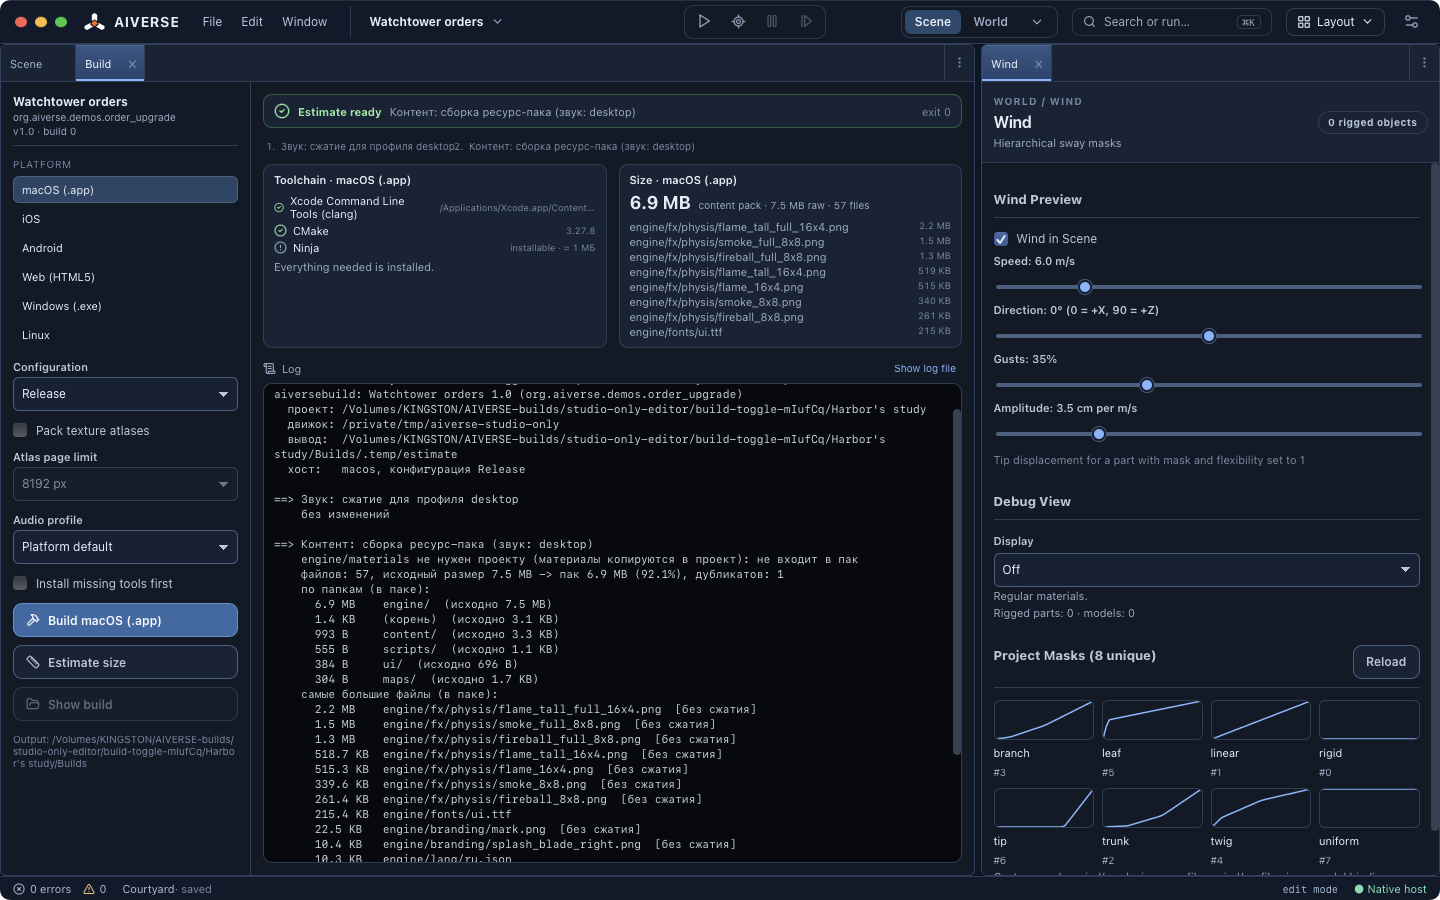 AIVERSE File Edit Window Watchtower orders Scene World Search or run... ⌘K Layout
Scene Build Wind
Watchtower orders
org.aiverse.demos.order_upgrade
v1.0 · build 0
PLATFORM
macOS (.app)
iOS
Android
Web (HTML5)
Windows (.exe)
Linux
Configuration
Release
Pack texture atlases
Atlas page limit
8192 px
Audio profile
Platform default
Install missing tools first
Build macOS (.app)
Estimate size
Show build
Output: /Volumes/KINGSTON/AIVERSE-builds/
studio-only-editor/build-toggle-mIufCq/Harbo
r's study/Builds
Estimate ready Контент: сборка ресурс-пака (звук: desktop) exit 0
1. Звук: сжатие для профиля desktop2. Контент: сборка ресурс-пака (звук: desktop)
Toolchain · macOS (.app)
Xcode Command Line
Tools (clang) /Applications/Xcode.app/Content...
CMake 3.27.8
Ninja installable · ≈ 1 МБ
Everything needed is installed.
Size · macOS (.app)
6.9 MB content pack · 7.5 MB raw · 57 files
engine/fx/physis/flame_tall_full_16x4.png 2.2 MB
engine/fx/physis/smoke_full_8x8.png 1.5 MB
engine/fx/physis/fireball_full_8x8.png 1.3 MB
engine/fx/physis/flame_tall_16x4.png 519 KB
engine/fx/physis/flame_16x4.png 515 KB
engine/fx/physis/smoke_8x8.png 340 KB
engine/fx/physis/fireball_8x8.png 261 KB
engine/fonts/ui.ttf 215 KB
Log Show log file
aiversebuild: Watchtower orders 1.0 (org.aiverse.demos.order_upgrade)
проект: /Volumes/KINGSTON/AIVERSE-builds/studio-only-editor/build-toggle-mIufCq/Harbor's study
движок: /private/tmp/aiverse-studio-only
вывод: /Volumes/KINGSTON/AIVERSE-builds/studio-only-editor/build-toggle-mIufCq/Harbor's
study/Builds/.temp/estimate
хост: macos, конфигурация Release
==> Звук: сжатие для профиля desktop
без изменений
==> Контент: сборка ресурс-пака (звук: desktop)
engine/materials не нужен проекту (материалы копируются в проект): не входит в пак
файлов: 57, исходный размер 7.5 MB —> пак 6.9 MB (92.1%), дубликатов: 1
по папкам (в паке):
6.9 MB engine/ (исходно 7.5 MB)
1.4 KB (корень) (исходно 3.1 KB)
993 B content/ (исходно 3.3 KB)
555 B scripts/ (исходно 1.1 KB)
384 B ui/ (исходно 696 B)
304 B maps/ (исходно 1.7 KB)
самые большие файлы (в паке):
2.2 MB engine/fx/physis/flame_tall_full_16x4.png [без сжатия]
1.5 MB engine/fx/physis/smoke_full_8x8.png [без сжатия]
1.3 MB engine/fx/physis/fireball_full_8x8.png [без сжатия]
518.7 KB engine/fx/physis/flame_tall_16x4.png [без сжатия]
515.3 KB engine/fx/physis/flame_16x4.png [без сжатия]
339.6 KB engine/fx/physis/smoke_8x8.png [без сжатия]
261.4 KB engine/fx/physis/fireball_8x8.png [без сжатия]
215.4 KB engine/fonts/ui.ttf
22.5 KB engine/branding/mark.png [без сжатия]
10.4 KB engine/branding/splash_blade_right.png [без сжатия]
10.3 KB engine/lang/ru.json
WORLD / WIND
Wind
Hierarchical sway masks
0 rigged objects
Wind Preview
Wind in Scene
Speed: 6.0 m/s
Direction: 0° (0 = +X, 90 = +Z)
Gusts: 35%
Amplitude: 3.5 cm per m/s
Tip displacement for a part with mask and flexibility set to 1
Debug View
Display
Off
Regular materials.
Rigged parts: 0 · models: 0
Project Masks (8 unique) Reload
branch leaf linear rigid
#3 #5 #1 #0
tip trunk twig uniform
#6 #2 #4 #7
0 errors 0 Courtyard · saved edit mode Native host